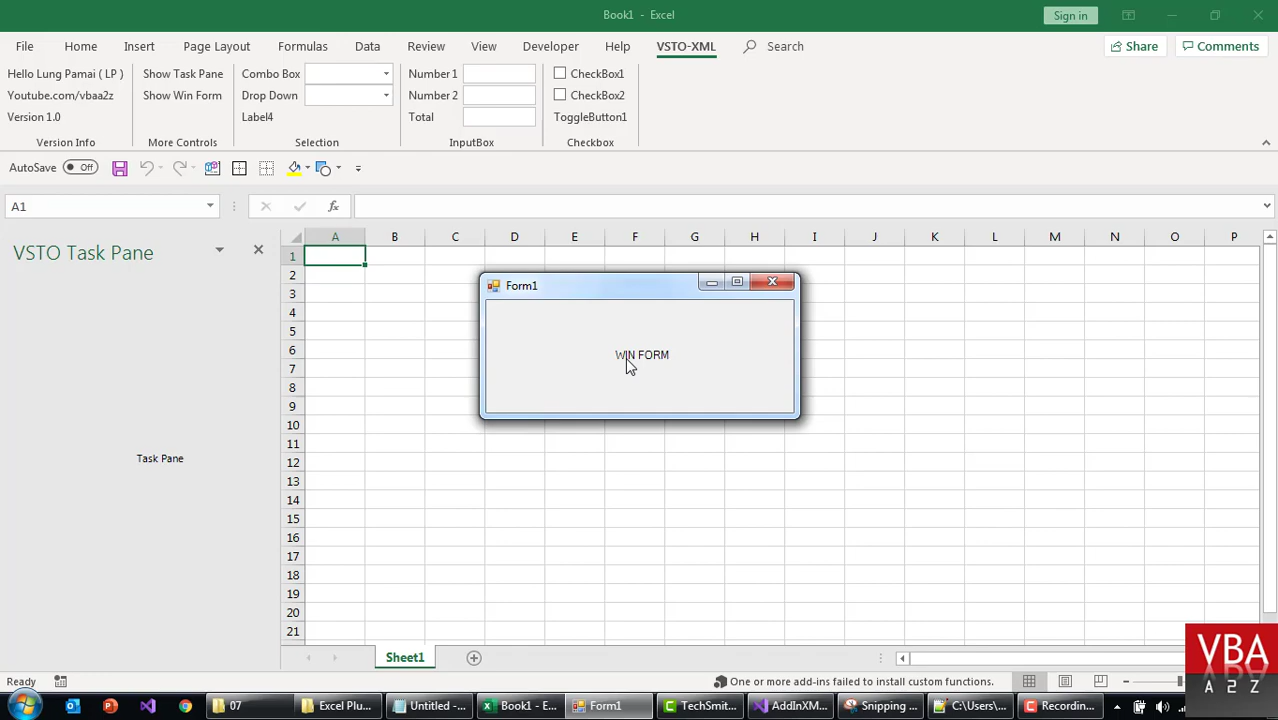 Book1 - Excel
Sign in
File Home Insert Page Layout Formulas Data Review View Developer Help VSTO-XML Search Share Comments
Hello Lung Pamai ( LP ) Show Task Pane Combo Box Number 1 CheckBox1
Youtube.com/vbaa2z Show Win Form Drop Down Number 2 CheckBox2
Version 1.0 Label4 Total ToggleButton1
Version Info More Controls Selection InputBox Checkbox
AutoSave Off
A1 fx
A B C D E F G H I J K L M N O P
VSTO Task Pane
1
2
3
4
5
6
7
8
9
10
11
12
13
14
15
16
17
18
19
20
21
Form1
WIN FORM
Task Pane
Sheet1
Ready One or more add-ins failed to install custom functions.
07 Excel Plu... Untitled -... Book1 - E... Form1 TechSmit... AddInXM... Snipping ... C:\Users\... Recording...
VBA
A 2 Z